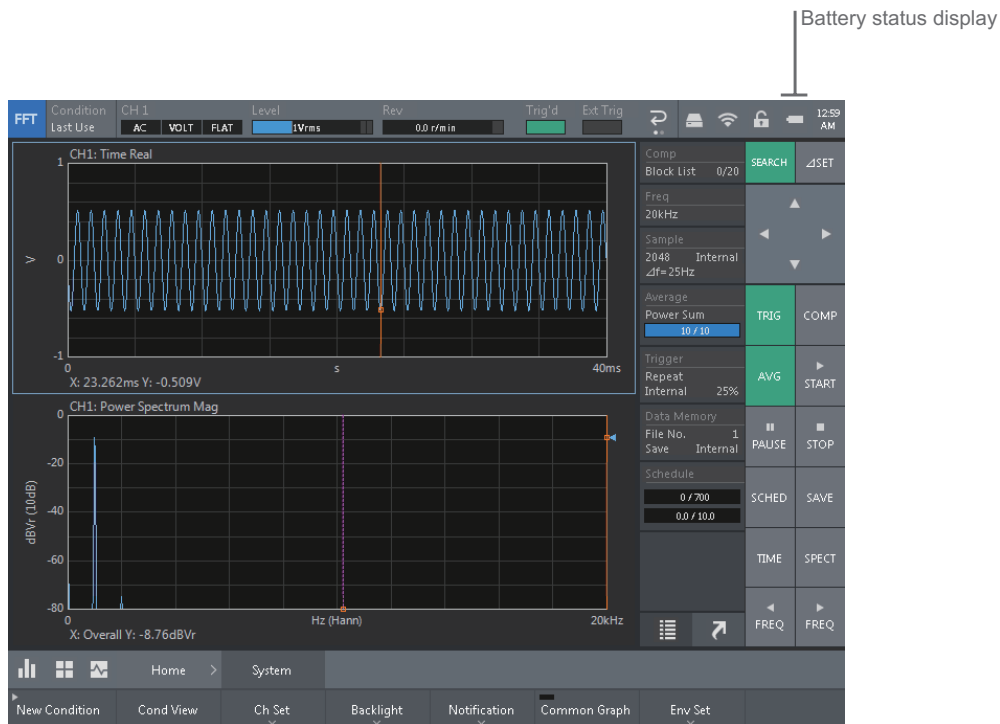 Battery status display
FFT
Condition
Last Use
CH 1
AC VOLT FLAT
Level
1Vrms
Rev
0.0 r/min
Trig'd
Ext Trig
12:59
AM
CH1: Time Real
1
V
0
-1
0
s
40ms
X: 23.262ms Y: -0.509V
CH1: Power Spectrum Mag
0
-20
-40
-60
-80
dBVr (10dB)
0
Hz (Hann)
20kHz
X: Overall Y: -8.76dBVr
Comp
Block List 0/20
Freq
20kHz
Sample
2048 Internal
⊿f=25Hz
Average
Power Sum
10 / 10
Trigger
Repeat
Internal 25%
Data Memory
File No. 1
Save Internal
Schedule
0 / 700
0.0 / 10.0
SEARCH
⊿SET
TRIG
COMP
AVG
START
PAUSE
STOP
SCHED
SAVE
TIME
SPECT
FREQ
FREQ
Home > System
New Condition
Cond View
Ch Set
Backlight
Notification
Common Graph
Env Set